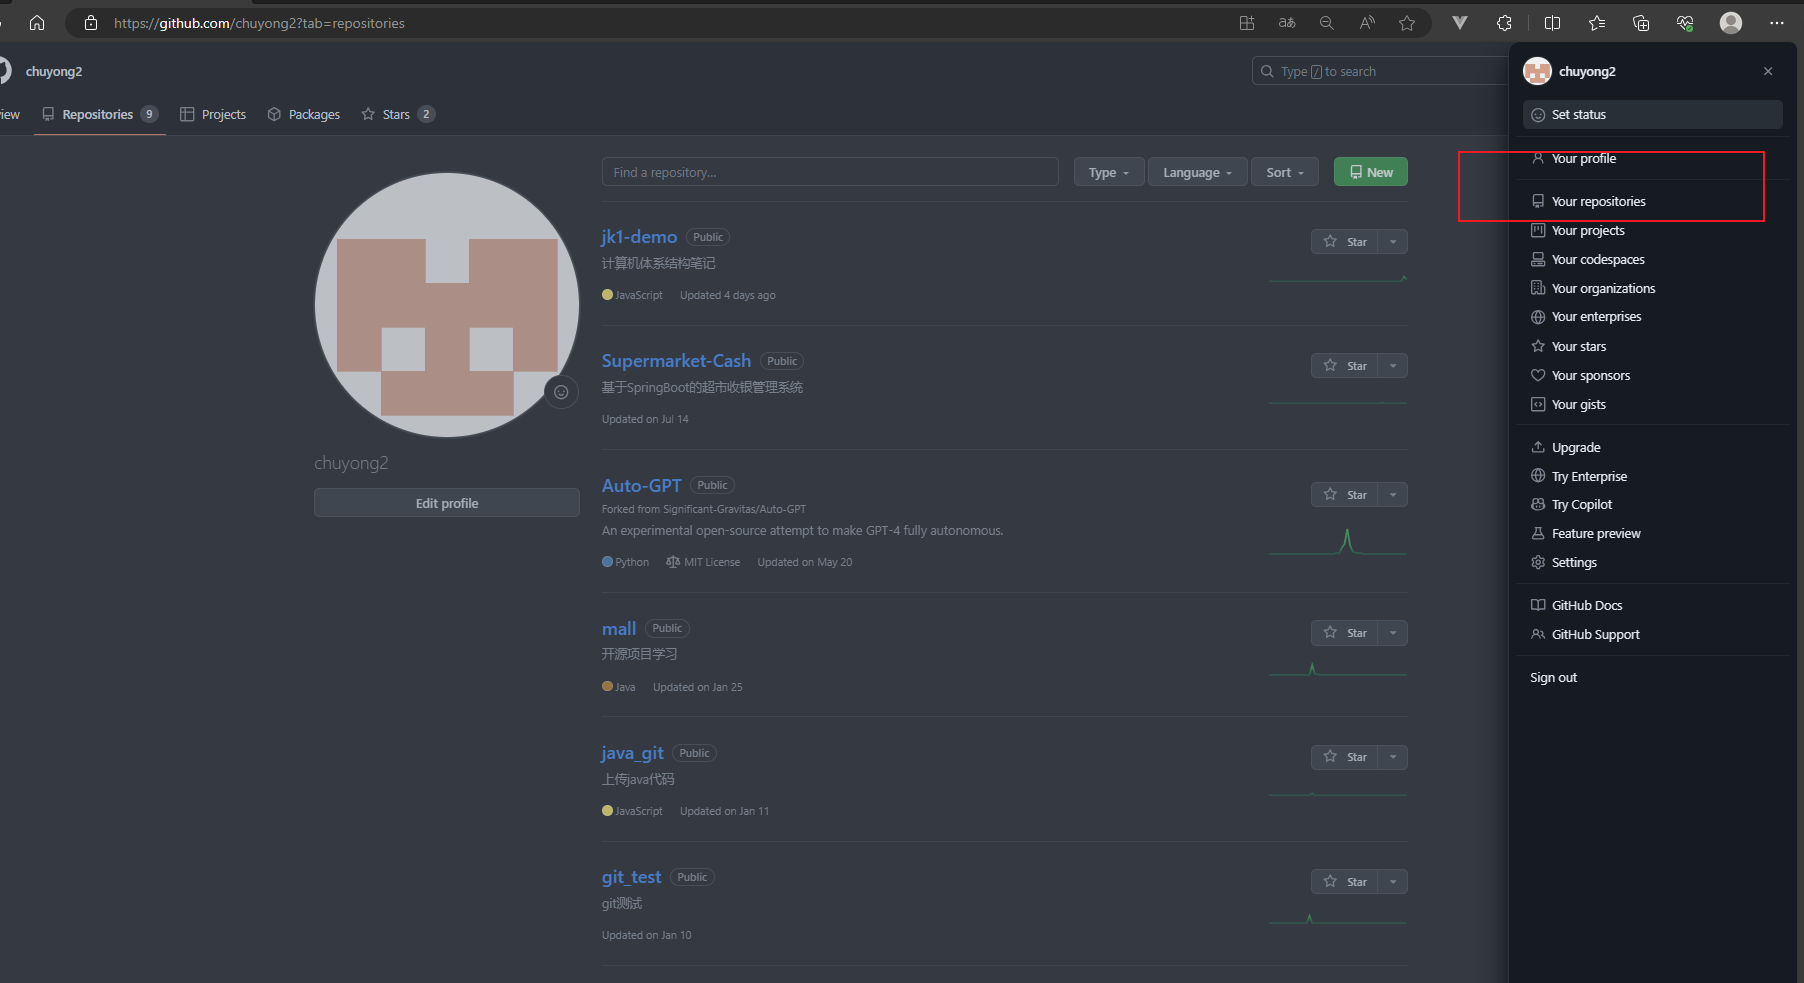 https://github.com/chuyong2?tab=repositories
chuyong2
Type / to search
Repositories 9 Projects Packages Stars 2
Find a repository...
Type
Language
Sort
New
chuyong2
Edit profile
jk1-demo Public
Star
计算机体系结构笔记
JavaScript Updated 4 days ago
Supermarket-Cash Public
Star
基于SpringBoot的超市收银管理系统
Updated on Jul 14
Auto-GPT Public
Star
Forked from Significant-Gravitas/Auto-GPT
An experimental open-source attempt to make GPT-4 fully autonomous.
Python MIT License Updated on May 20
mall Public
Star
开源项目学习
Java Updated on Jan 25
java_git Public
Star
上传java代码
JavaScript Updated on Jan 11
git_test Public
Star
git测试
Updated on Jan 10
chuyong2
Set status
Your profile
Your repositories
Your projects
Your codespaces
Your organizations
Your enterprises
Your stars
Your sponsors
Your gists
Upgrade
Try Enterprise
Try Copilot
Feature preview
Settings
GitHub Docs
GitHub Support
Sign out